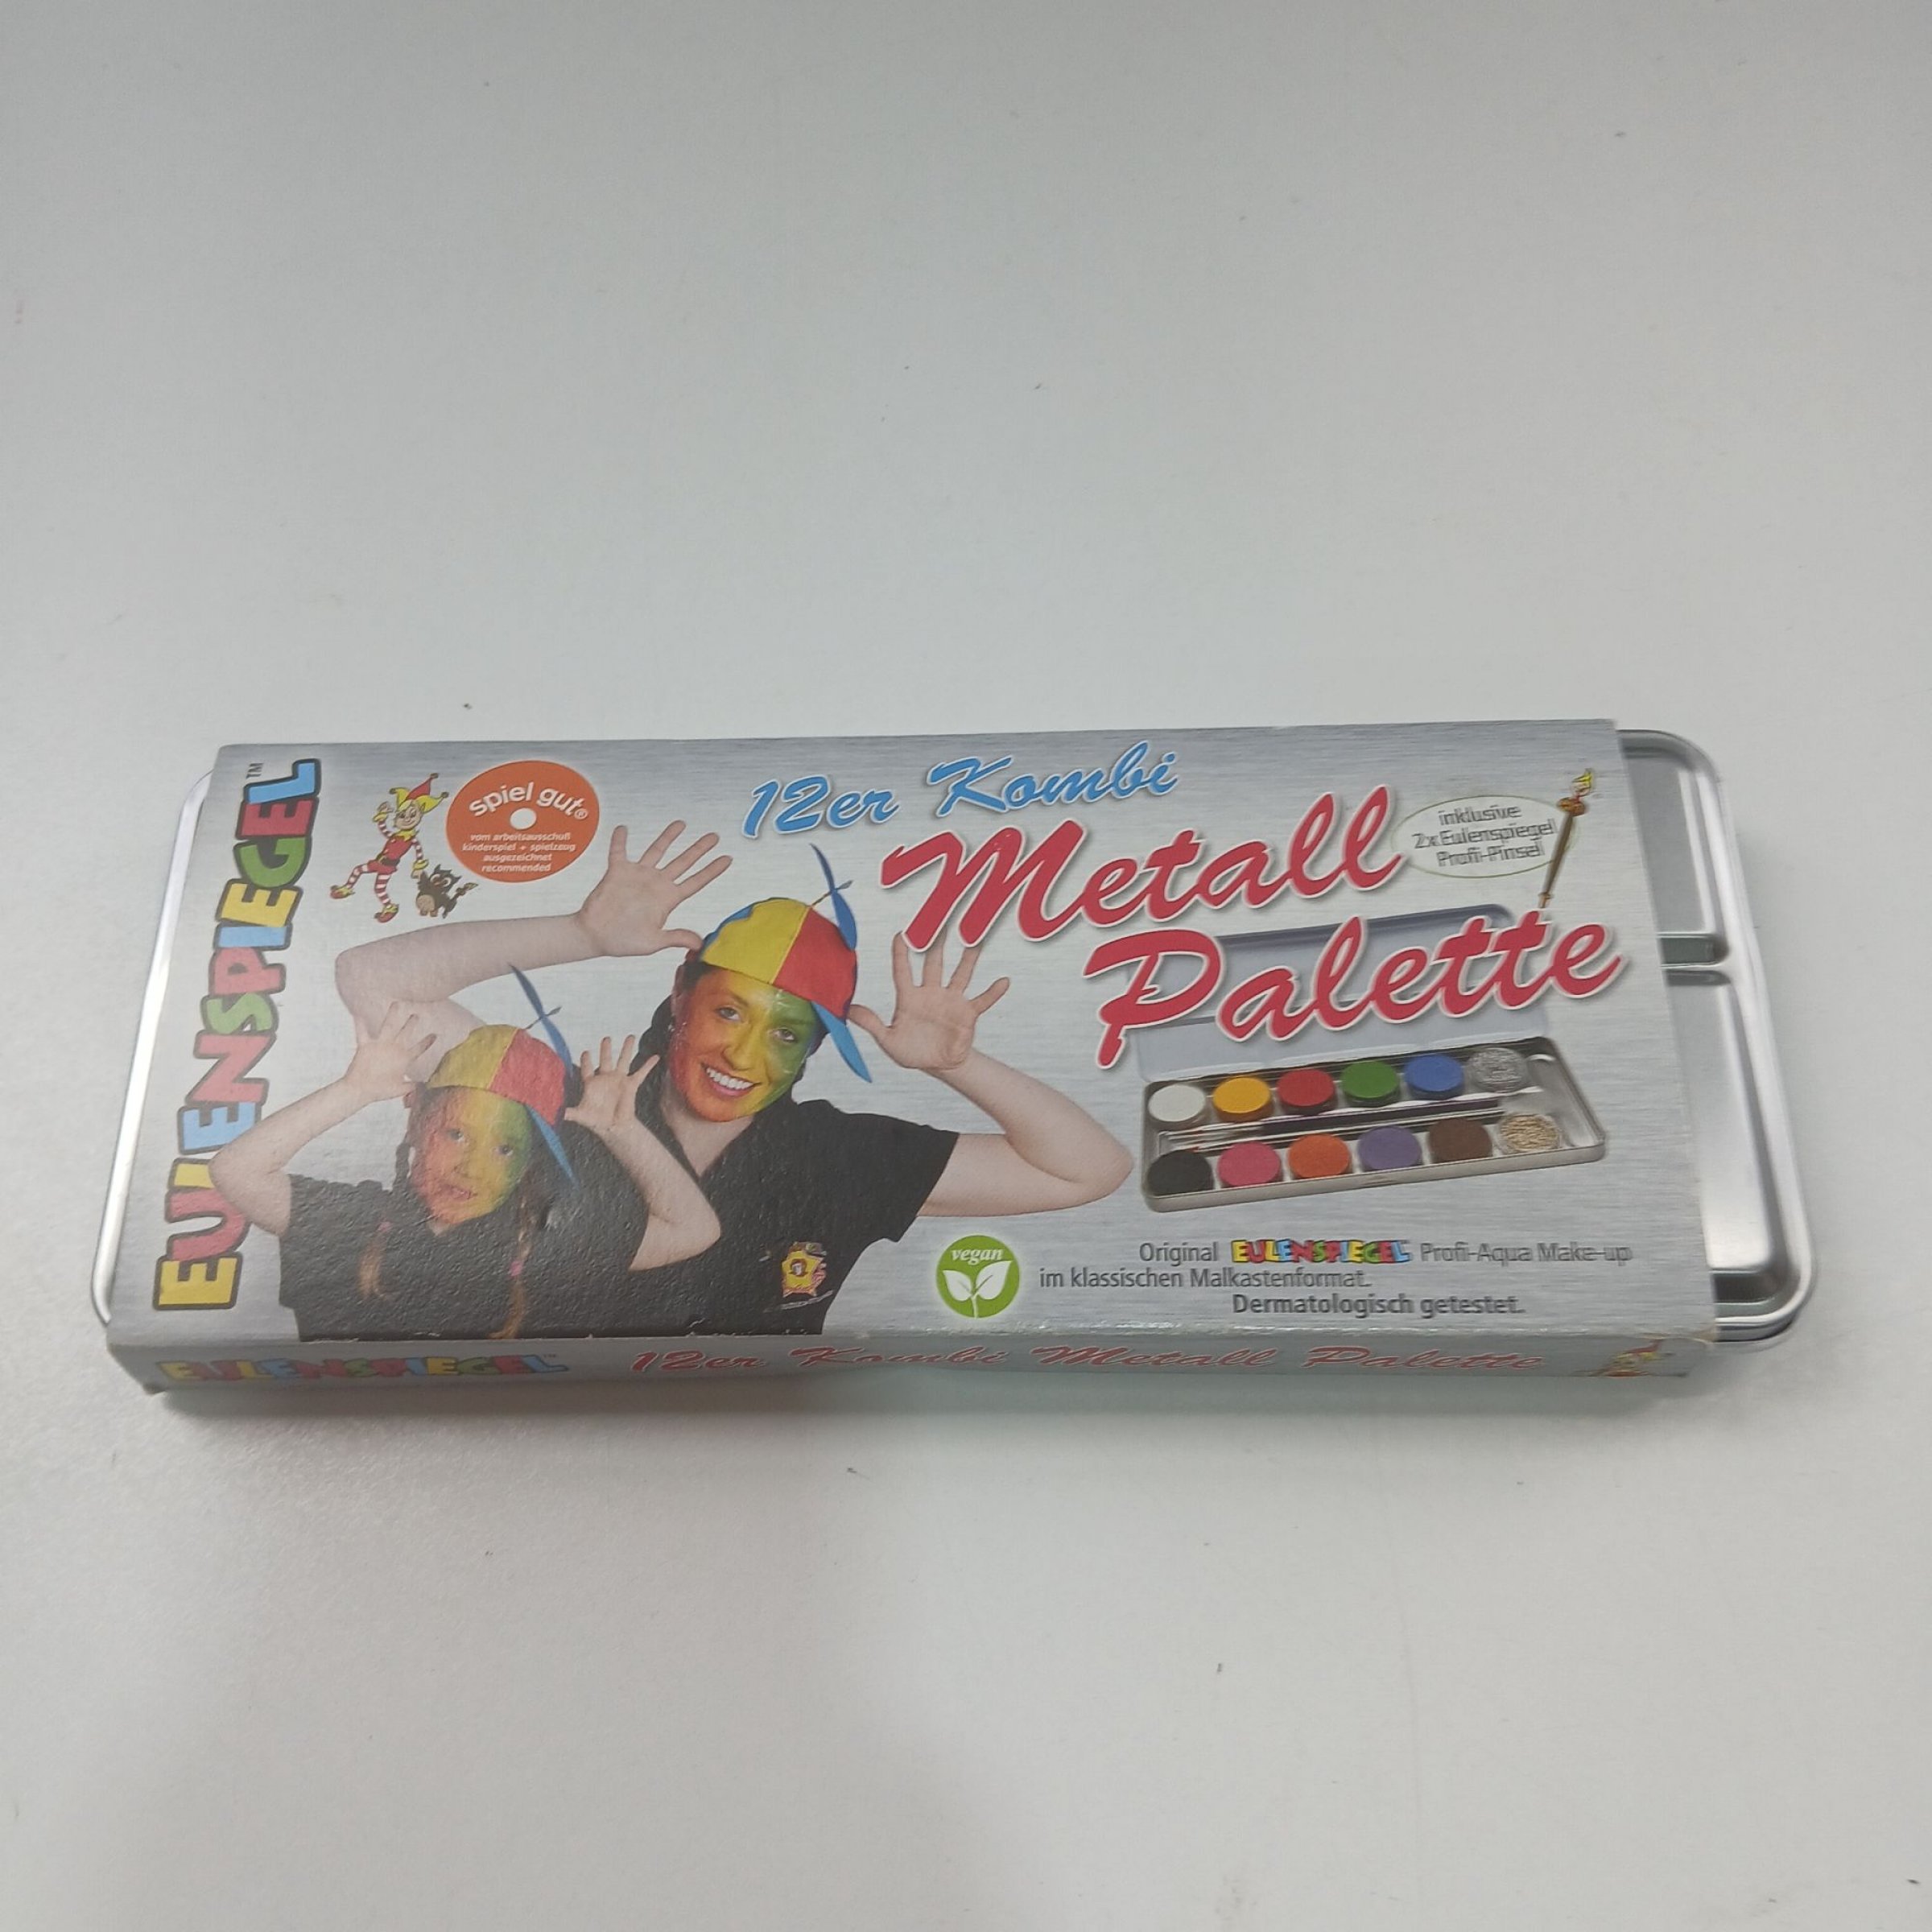 EULENSPIEGEL™
spiel gut®
vom arbeitsausschuß
kinderspiel + spielzeug
ausgezeichnet
recommended
12er Kombi
Metall
Palette
inklusive
2x Eulenspiegel
Profi-Pinsel
vegan
Original EULENSPIEGEL™ Profi-Aqua Make-up
im klassischen Malkastenformat.
Dermatologisch getestet.
EULENSPIEGEL™ 12er Kombi Metall Palette